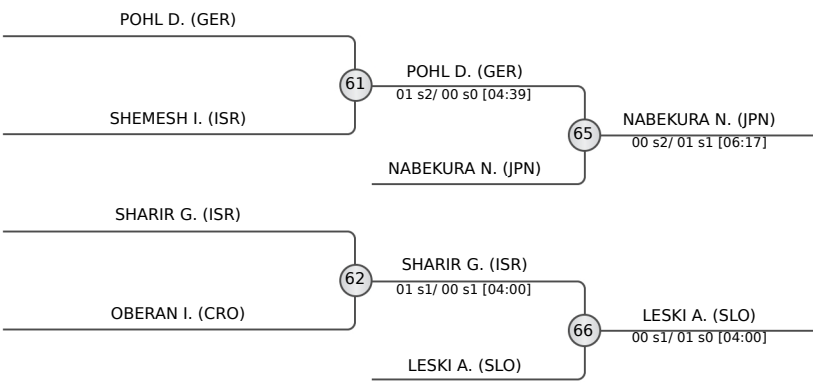 POHL D. (GER)
SHEMESH I. (ISR)
61
POHL D. (GER)
01 s2/ 00 s0 [04:39]
NABEKURA N. (JPN)
65
NABEKURA N. (JPN)
00 s2/ 01 s1 [06:17]
SHARIR G. (ISR)
OBERAN I. (CRO)
62
SHARIR G. (ISR)
01 s1/ 00 s1 [04:00]
LESKI A. (SLO)
66
LESKI A. (SLO)
00 s1/ 01 s0 [04:00]